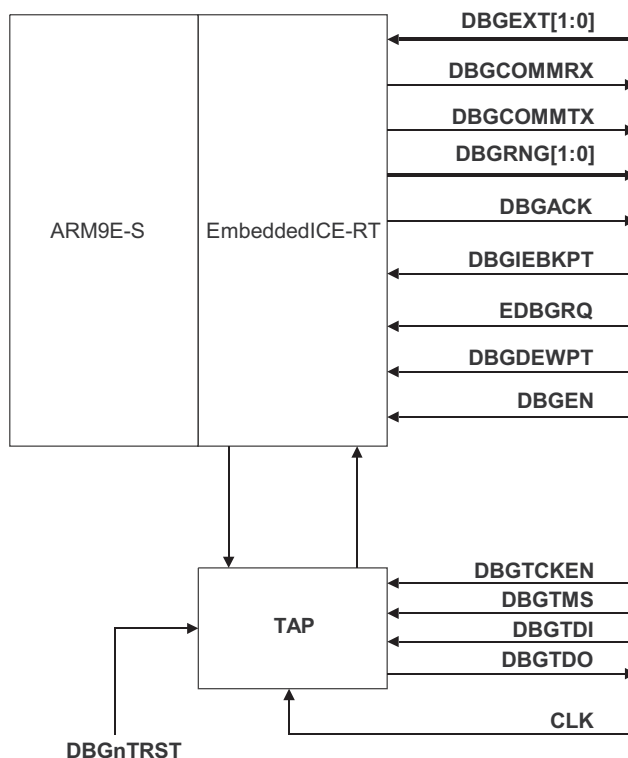 DBGEXT[1:0]
DBGCOMMRX
DBGCOMMTX
DBGRNG[1:0]
ARM9E-S
EmbeddedICE-RT
DBGACK
DBGIEBKPT
EDBGRQ
DBGDEWPT
DBGEN
DBGTCKEN
DBGTMS
TAP
DBGTDI
DBGTDO
CLK
DBGnTRST